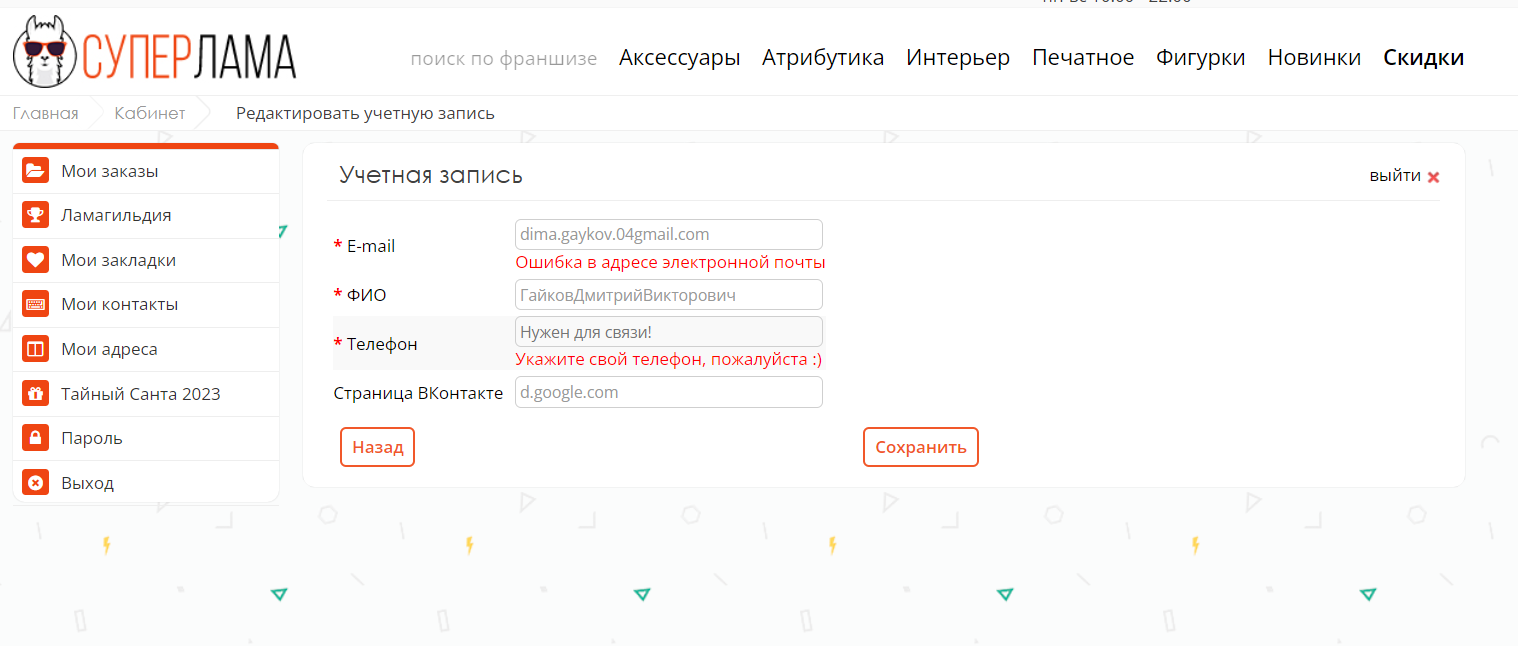 СУПЕРЛАМА
поиск по франшизе Аксессуары Атрибутика Интерьер Печатное Фигурки Новинки Скидки
Главная Кабинет Редактировать учетную запись
Мои заказы
Ламагильдия
Мои закладки
Мои контакты
Мои адреса
Тайный Санта 2023
Пароль
Выход
Учетная запись
выйти
* E-mail
dima.gaykov.04gmail.com
Ошибка в адресе электронной почты
* ФИО
ГайковДмитрийВикторович
* Телефон
Нужен для связи!
Укажите свой телефон, пожалуйста :)
Страница ВКонтакте
d.google.com
Назад
Сохранить